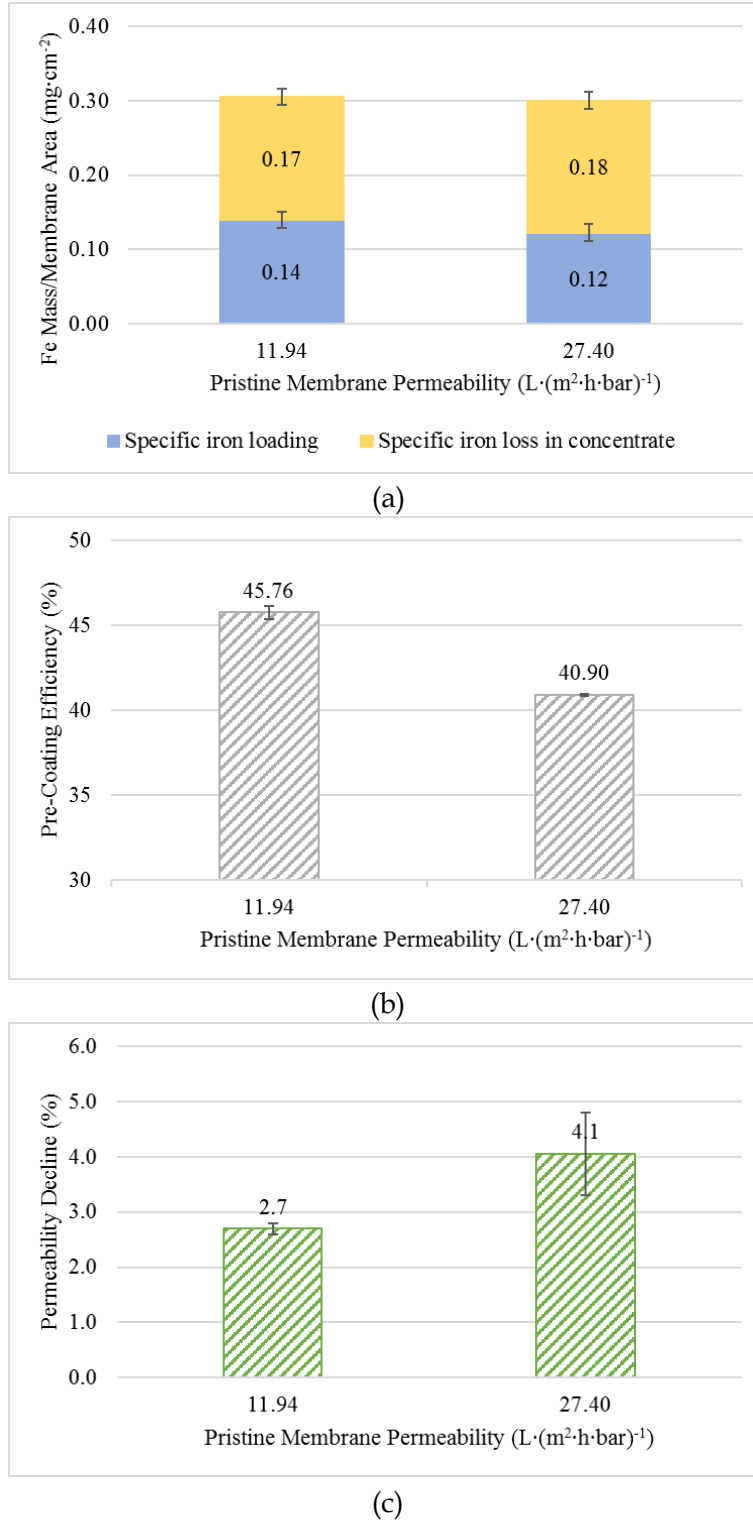 Fe Mass/Membrane Area (mg·cm-2)
0.40
0.30
0.20
0.10
0.00
0.17
0.18
0.14
0.12
11.94
27.40
Pristine Membrane Permeability (L·(m2·h·bar)-1)
Specific iron loading
Specific iron loss in concentrate
(a)
Pre-Coating Efficiency (%)
50
45
40
35
30
45.76
40.90
11.94
27.40
Pristine Membrane Permeability (L·(m2·h·bar)-1)
(b)
Permeability Decline (%)
6.0
5.0
4.0
3.0
2.0
1.0
0.0
2.7
4.1
11.94
27.40
Pristine Membrane Permeability (L·(m2·h·bar)-1)
(c)